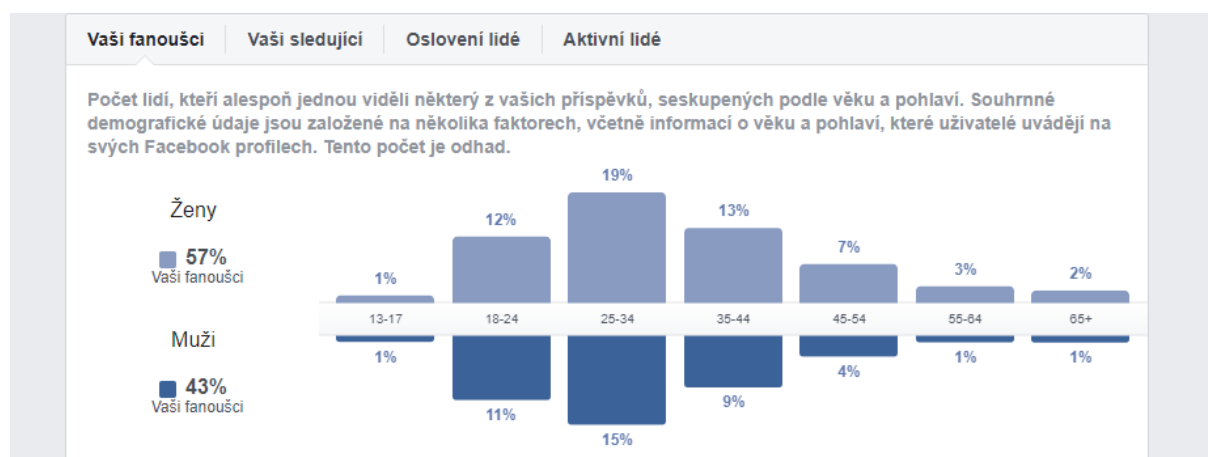 Vaši fanoušci Vaši sledující Oslovení lidé Aktivní lidé
Počet lidí, kteří alespoň jednou viděli některý z vašich příspěvků, seskupených podle věku a pohlaví. Souhrnné
demografické údaje jsou založené na několika faktorech, včetně informací o věku a pohlaví, které uživatelé uvádějí na
svých Facebook profilech. Tento počet je odhad.
Ženy
57%
Vaši fanoušci
1% 12% 19% 13% 7% 3% 2%
13-17 18-24 25-34 35-44 45-54 55-64 65+
Muži
43%
Vaši fanoušci
1% 11% 15% 9% 4% 1% 1%